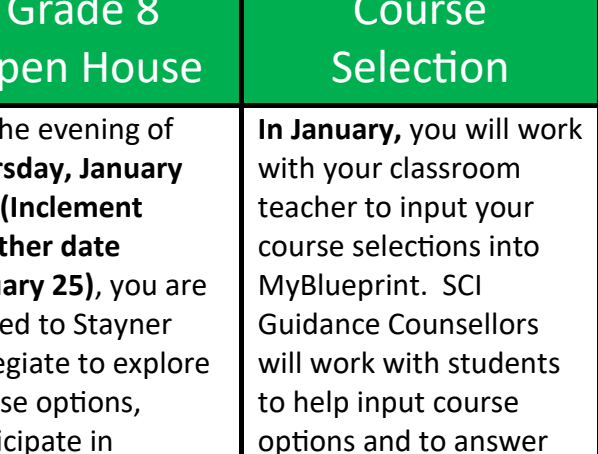 Grade 8
pen House
he evening of
rsday, January
(Inclement
ther date
uary 25), you are
ed to Stayner
egiate to explore
se options,
icipate in
Course
Selection
In January, you will work
with your classroom
teacher to input your
course selections into
MyBlueprint.  SCI
Guidance Counsellors
will work with students
to help input course
options and to answer